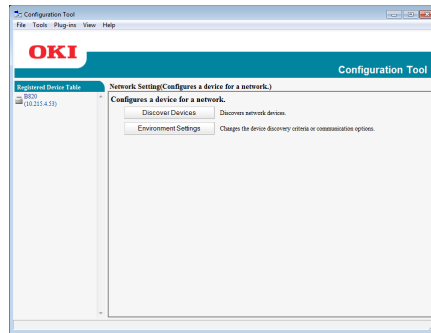 Configuration Tool
File Tools Plug-ins View Help
OKI
Configuration Tool
Registered Device Table
B820
(10.215.4.53)
Network Setting(Configures a device for a network.)
Configures a device for a network.
Discover Devices Discovers network devices.
Environment Settings Changes the device discovery criteria or communication options.